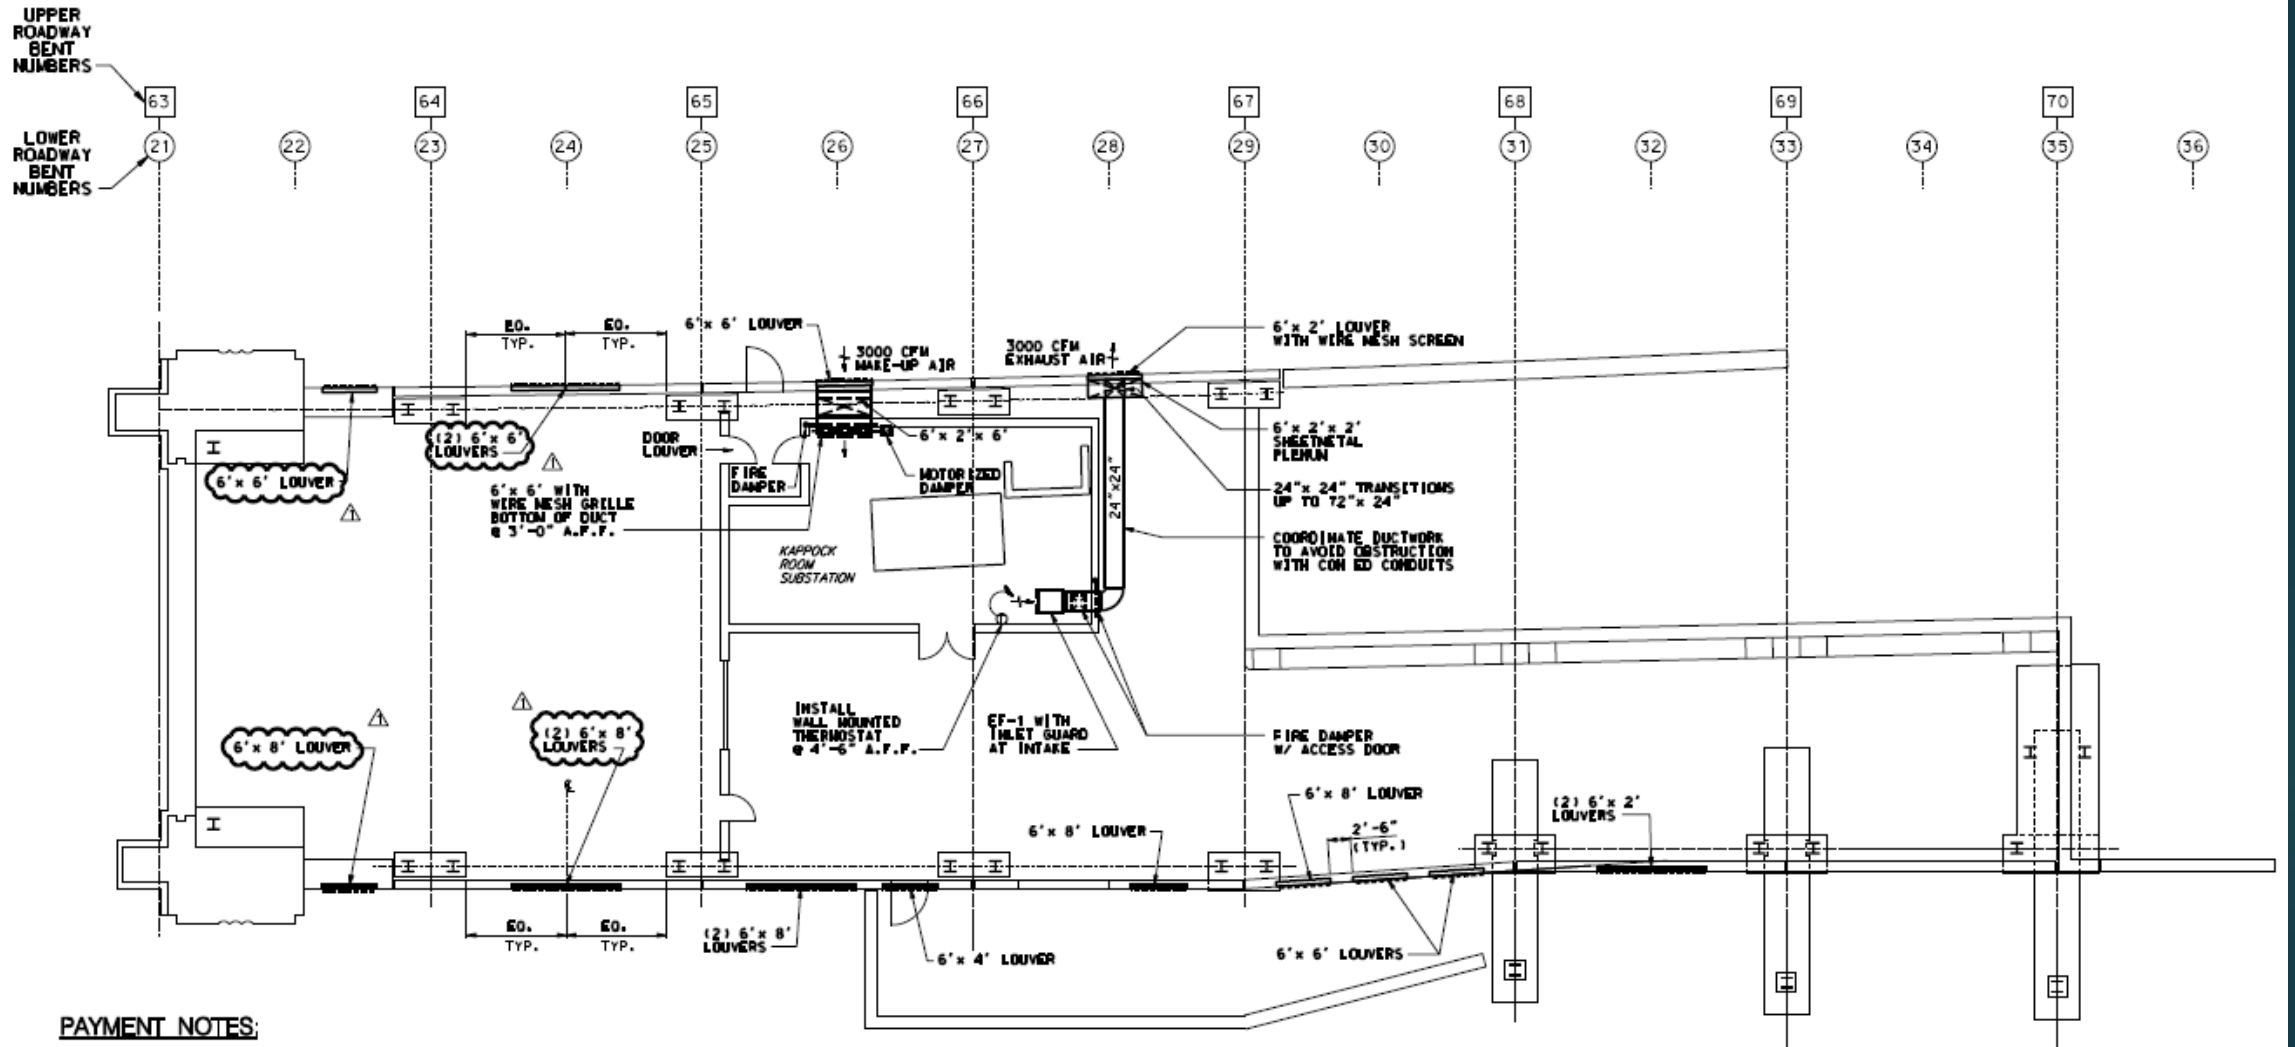 UPPER
ROADWAY
BENT
NUMBERS
63
64
65
66
67
68
69
70
LOWER
ROADWAY
BENT
NUMBERS
21
22
23
24
25
26
27
28
29
30
31
32
33
34
35
36
EQ.
TYP.
EQ.
TYP.
6'x 6' LOUVER
3000 CFM
MAKE-UP AIR
3000 CFM
EXHAUST AIR
6'x 2' LOUVER
WITH WIRE MESH SCREEN
(2) 6'x 6'
LOUVERS
1
DOOR
LOUVER
6'x 2'x 6'
6'x 2'x 2'
SHEETMETAL
PLENUM
6'x 6' LOUVER
1
FIRE
DAMPER
MOTORIZED
DAMPER
24"x24"
24"x 24" TRANSITIONS
UP TO 72"x 24"
6'x 6' WITH
WIRE MESH GRILLE
BOTTOM OF DUCT
@ 3'-0" A.F.F.
COORDINATE DUCTWORK
TO AVOID OBSTRUCTION
WITH CON ED CONDUITS
KAPPOCK
ROOM
SUBSTATION
6'x 8' LOUVER
1
1
(2) 6'x 8'
LOUVERS
℄
INSTALL
WALL MOUNTED
THERMOSTAT
@ 4'-6" A.F.F.
EF-1 WITH
INLET GUARD
AT INTAKE
FIRE DAMPER
W/ ACCESS DOOR
6'x 8' LOUVER
(2) 6'x 2'
LOUVERS
6'x 8' LOUVER
2'-6"
(TYP.)
EQ.
TYP.
EQ.
TYP.
(2) 6'x 8'
LOUVERS
6'x 4' LOUVER
6'x 6' LOUVERS
PAYMENT NOTES: